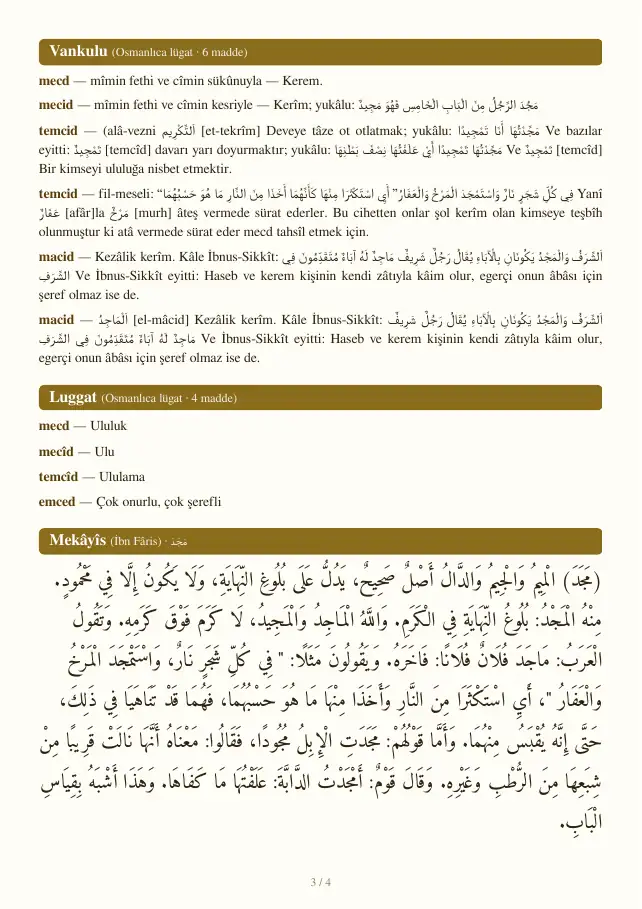 Vankulu (Osmanlıca lügat · 6 madde)
mecd — mîmin fethi ve cîmin sükûnuyla — Kerem.
mecid — mîmin fethi ve cîmin kesriyle — Kerîm; yukâlu: مَجُدَ الرَّجُلُ مِنَ الْبَابِ الْخَامِسِ فَهُوَ مَجِيدٌ
temcid — (alâ-vezni اَلتَّكْرِيم [et-tekrîm] Deveye tâze ot otlatmak; yukâlu: مَجَّدْتُهَا أَنَا تَمْجِيدًا Ve bazılar
eyitti: تَمْجِيدٌ [temcîd] davarı yarı doyurmaktır; yukâlu: مَجَّدْتُهَا تَمْجِيدًا أَيْ عَلَفْتُهَا نِصْفَ بَطْنِهَا Ve تَمْجِيدٌ [temcîd]
Bir kimseyi ululuğa nisbet etmektir.
temcid — fil-meseli: “فِي كُلِّ شَجَرٍ نَارٌ وَاسْتَمْجَدَ الْمَرْخُ وَالْعَفَارُ” أَيِ اسْتَكْثَرَا مِنْهَا كَأَنَّهُمَا أَخَذَا مِنَ النَّارِ مَا هُوَ حَسْبُهُمَا Yanî
عَفَارٌ [afâr]la مَرْخٌ [murh] âteş vermede sürat ederler. Bu cihetten onlar şol kerîm olan kimseye teşbîh
olunmuştur ki atâ vermede sürat eder mecd tahsîl etmek için.
macid — Kezâlik kerîm. Kâle İbnus-Sikkît: اَلشَّرَفُ وَالْمَجْدُ يَكُونَانِ بِالْأَبَاءِ يُقَالُ رَجُلٌ شَرِيفٌ مَاجِدٌ لَهُ آبَاءٌ مُتَقَدِّمُونَ فِي
الشَّرَفِ Ve İbnus-Sikkît eyitti: Haseb ve kerem kişinin kendi zâtıyla kâim olur, egerçi onun âbâsı için
şeref olmaz ise de.
macid — اَلْمَاجِدُ [el-mâcid] Kezâlik kerîm. Kâle İbnus-Sikkît: اَلشَّرَفُ وَالْمَجْدُ يَكُونَانِ بِالْأَبَاءِ يُقَالُ رَجُلٌ شَرِيفٌ
مَاجِدٌ لَهُ آبَاءٌ مُتَقَدِّمُونَ فِي الشَّرَفِ Ve İbnus-Sikkît eyitti: Haseb ve kerem kişinin kendi zâtıyla kâim olur,
egerçi onun âbâsı için şeref olmaz ise de.
Luggat (Osmanlıca lügat · 4 madde)
mecd — Ululuk
mecîd — Ulu
temcîd — Ululama
emced — Çok onurlu, çok şerefli
Mekâyîs (İbn Fâris) · مَجَدَ
(مَجَدَ) الْمِيمُ وَالْجِيمُ وَالدَّالُ أَصْلٌ صَحِيحٌ، يَدُلُّ عَلَى بُلُوغِ النِّهَايَةِ، وَلَا يَكُونُ إِلَّا فِي مَحْمُودٍ.
مِنْهُ الْمَجْدُ: بُلُوغُ النِّهَايَةِ فِي الْكَرَمِ. وَاللَّهُ الْمَاجِدُ وَالْمَجِيدُ، لَا كَرَمَ فَوْقَ كَرَمِهِ. وَتَقُولُ
الْعَرَبُ: مَاجَدَ فُلَانٌ فُلَانًا: فَاخَرَهُ. وَيَقُولُونَ مَثَلًا: " فِي كُلِّ شَجَرٍ نَارٌ، وَاسْتَمْجَدَ الْمَرْخُ
وَالْعَفَارُ "، أَيِ اسْتَكْثَرَا مِنَ النَّارِ وَأَخَذَا مِنْهَا مَا هُوَ حَسْبُهُمَا، فَهُمَا قَدْ تَنَاهَيَا فِي ذَلِكَ،
حَتَّى إِنَّهُ يُقْبَسُ مِنْهُمَا. وَأَمَّا قَوْلُهُمْ: مَجَدَتِ الْإِبِلُ مُجُودًا، فَقَالُوا: مَعْنَاهُ أَنَّهَا نَالَتْ قَرِيبًا مِنْ
شِبَعِهَا مِنَ الرُّطْبِ وَغَيْرِهِ. وَقَالَ قَوْمٌ: أَمْجَدْتُ الدَّابَّةَ: عَلَفْتُهَا مَا كَفَاهَا. وَهَذَا أَشْبَهُ بِقِيَاسِ
الْبَابِ.
3 / 4